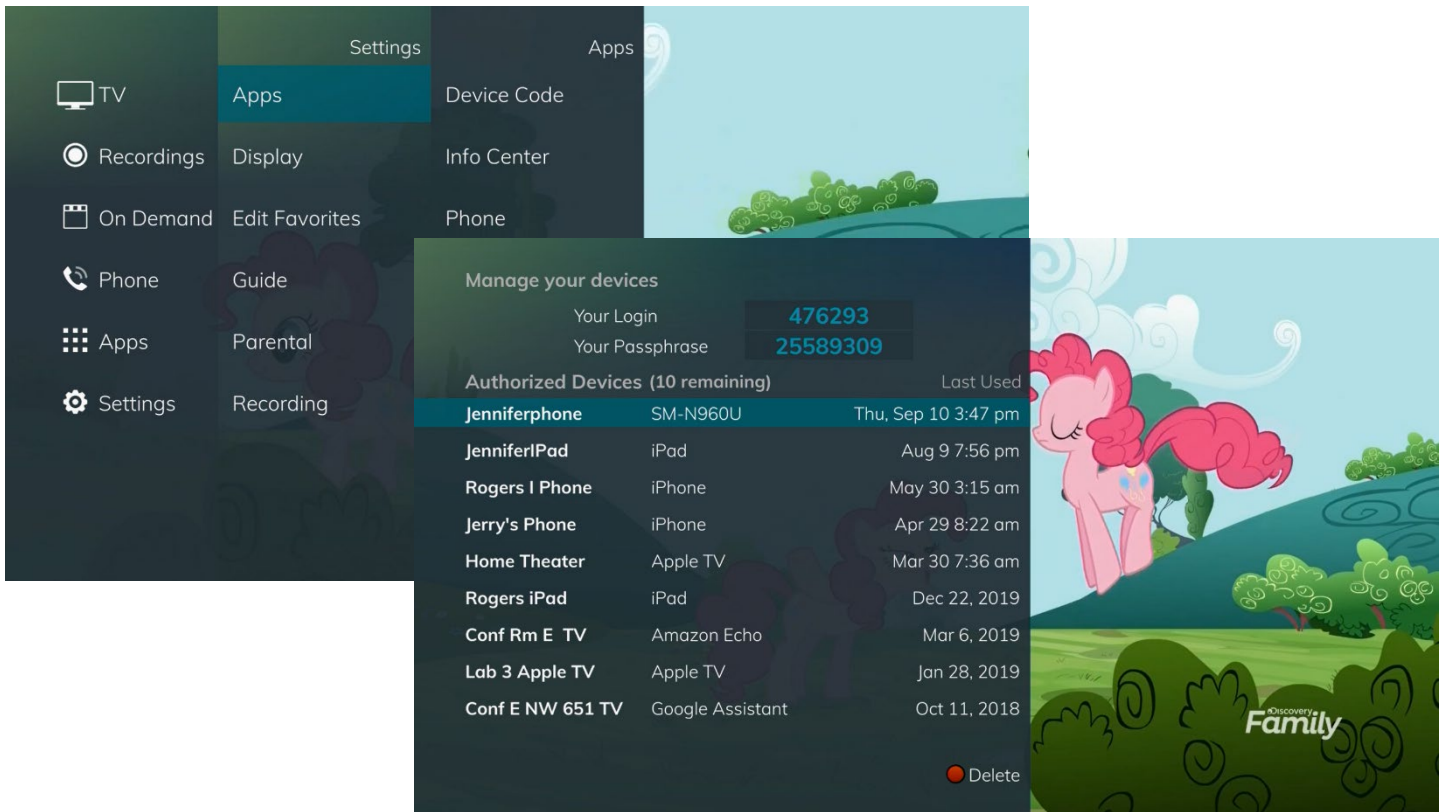 Settings Apps
TV Apps Device Code
Recordings Display Info Center
On Demand Edit Favorites Phone
Phone Guide
Apps Parental
Settings Recording
Manage your devices
Your Login 476293
Your Passphrase 25589309
Authorized Devices (10 remaining) Last Used
Jenniferphone SM-N960U Thu, Sep 10 3:47 pm
JenniferIPad iPad Aug 9 7:56 pm
Rogers I Phone iPhone May 30 3:15 am
Jerry's Phone iPhone Apr 29 8:22 am
Home Theater Apple TV Mar 30 7:36 am
Rogers iPad iPad Dec 22, 2019
Conf Rm E TV Amazon Echo Mar 6, 2019
Lab 3 Apple TV Apple TV Jan 28, 2019
Conf E NW 651 TV Google Assistant Oct 11, 2018
Discovery
Family
Delete